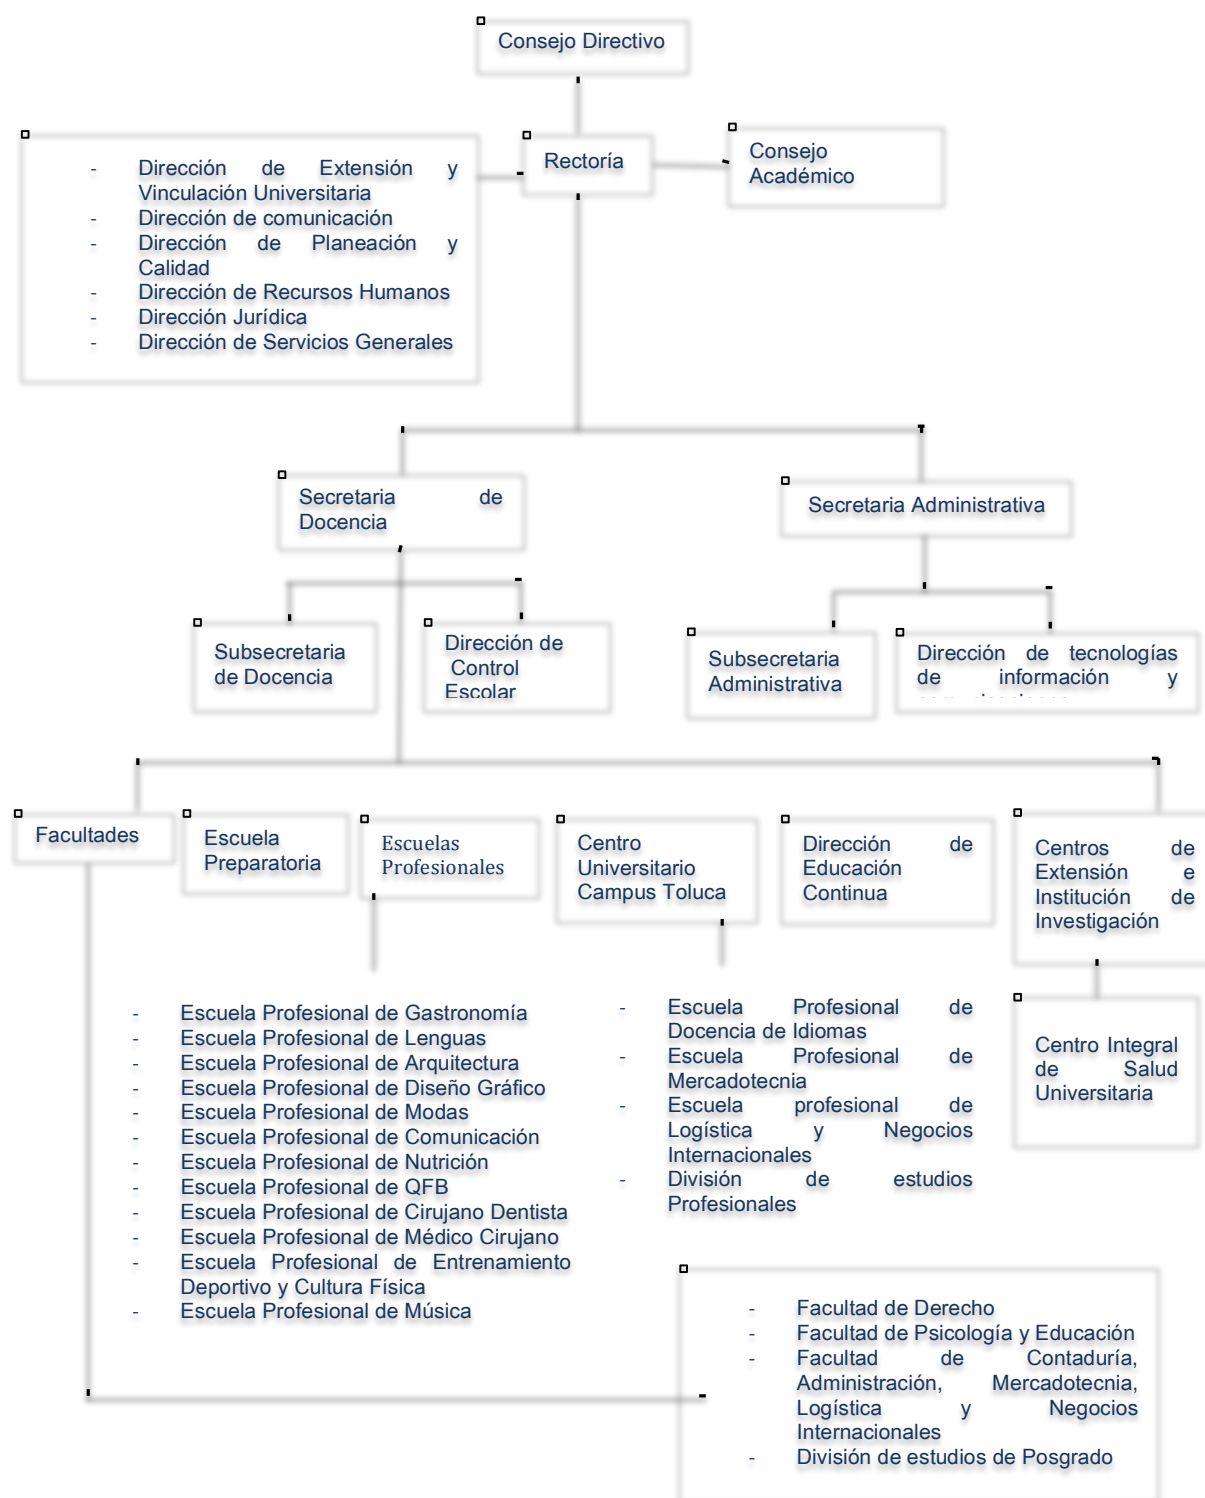 Consejo Directivo
Rectoría
Consejo
Académico
- Dirección de Extensión y
Vinculación Universitaria
- Dirección de comunicación
- Dirección de Planeación y
Calidad
- Dirección de Recursos Humanos
- Dirección Jurídica
- Dirección de Servicios Generales
Secretaria de
Docencia
Secretaria Administrativa
Subsecretaria
de Docencia
Dirección de
Control
Escolar
Subsecretaria
Administrativa
Dirección de tecnologías
de información y
Facultades
Escuela
Preparatoria
Escuelas
Profesionales
Centro
Universitario
Campus Toluca
Dirección de
Educación
Continua
Centros de
Extensión e
Institución de
Investigación
- Escuela Profesional de Gastronomía
- Escuela Profesional de Lenguas
- Escuela Profesional de Arquitectura
- Escuela Profesional de Diseño Gráfico
- Escuela Profesional de Modas
- Escuela Profesional de Comunicación
- Escuela Profesional de Nutrición
- Escuela Profesional de QFB
- Escuela Profesional de Cirujano Dentista
- Escuela Profesional de Médico Cirujano
- Escuela Profesional de Entrenamiento
Deportivo y Cultura Física
- Escuela Profesional de Música
- Escuela Profesional de
Docencia de Idiomas
- Escuela Profesional de
Mercadotecnia
- Escuela profesional de
Logística y Negocios
Internacionales
- División de estudios
Profesionales
Centro Integral
de Salud
Universitaria
- Facultad de Derecho
- Facultad de Psicología y Educación
- Facultad de Contaduría,
Administración, Mercadotecnia,
Logística y Negocios
Internacionales
- División de estudios de Posgrado